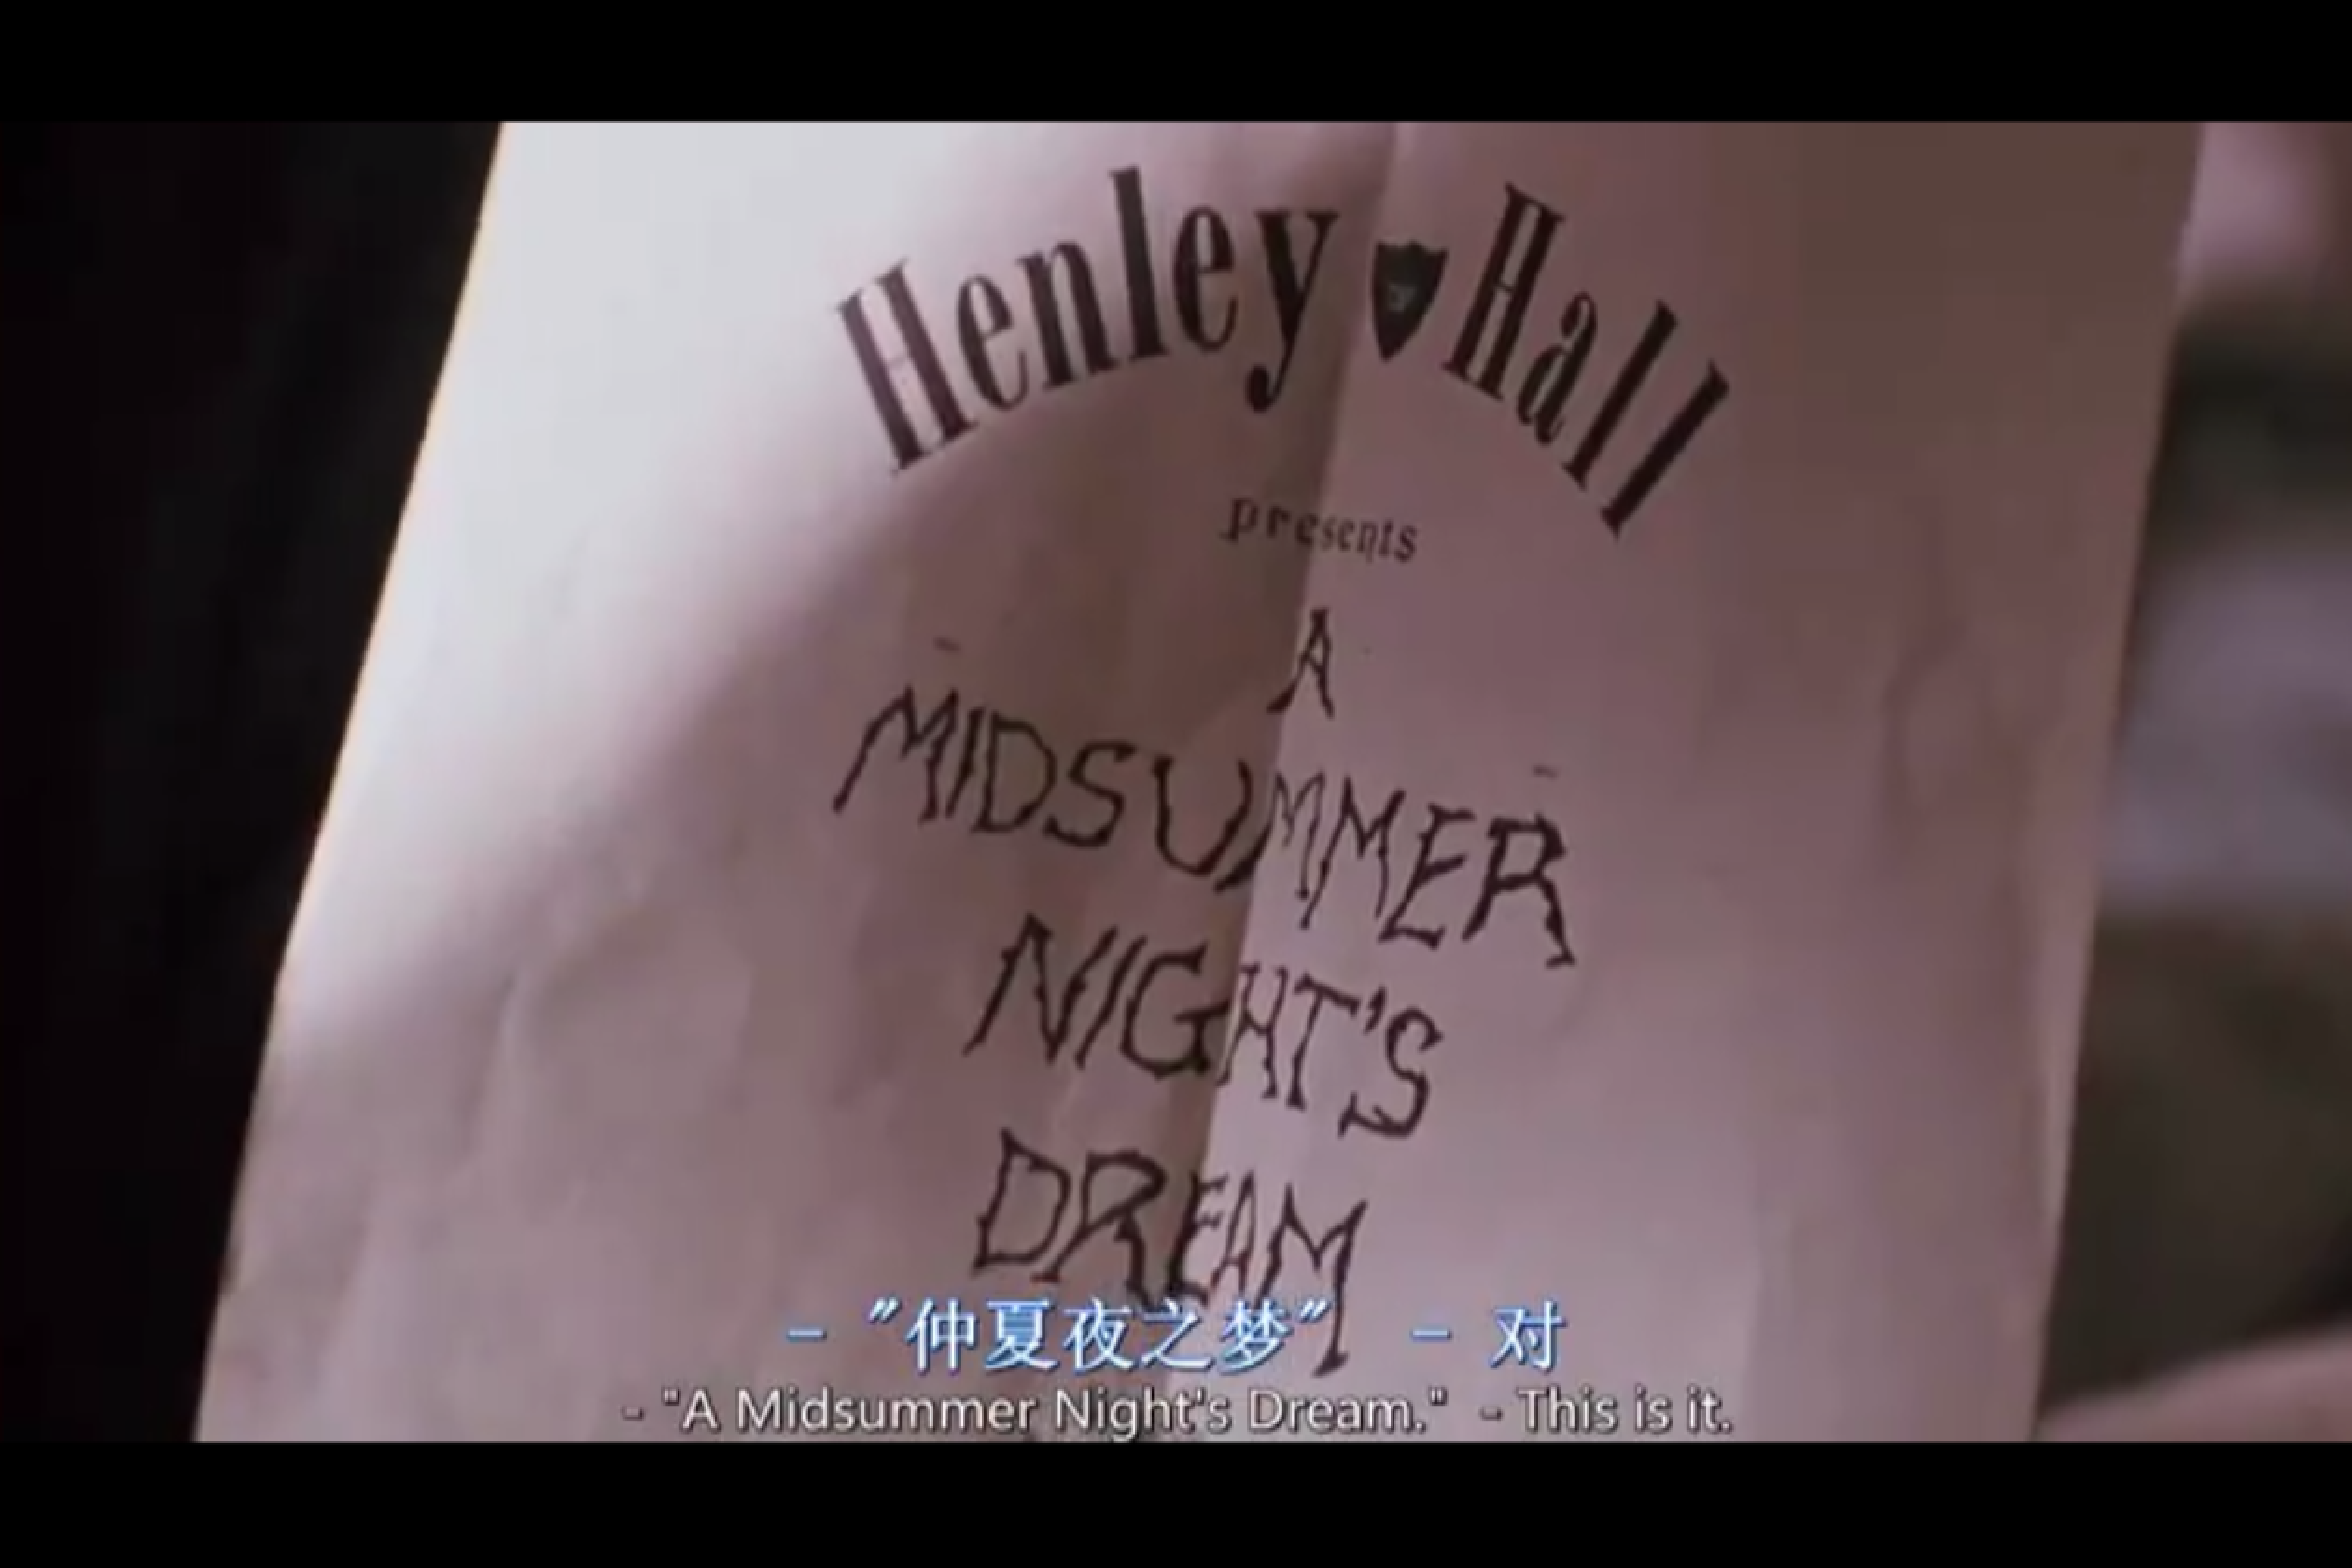 Henley Hall
presents
A
MIDSUMMER
NIGHT'S
DREAM
- "仲夏夜之梦" - 对
- "A Midsummer Night's Dream." - This is it.